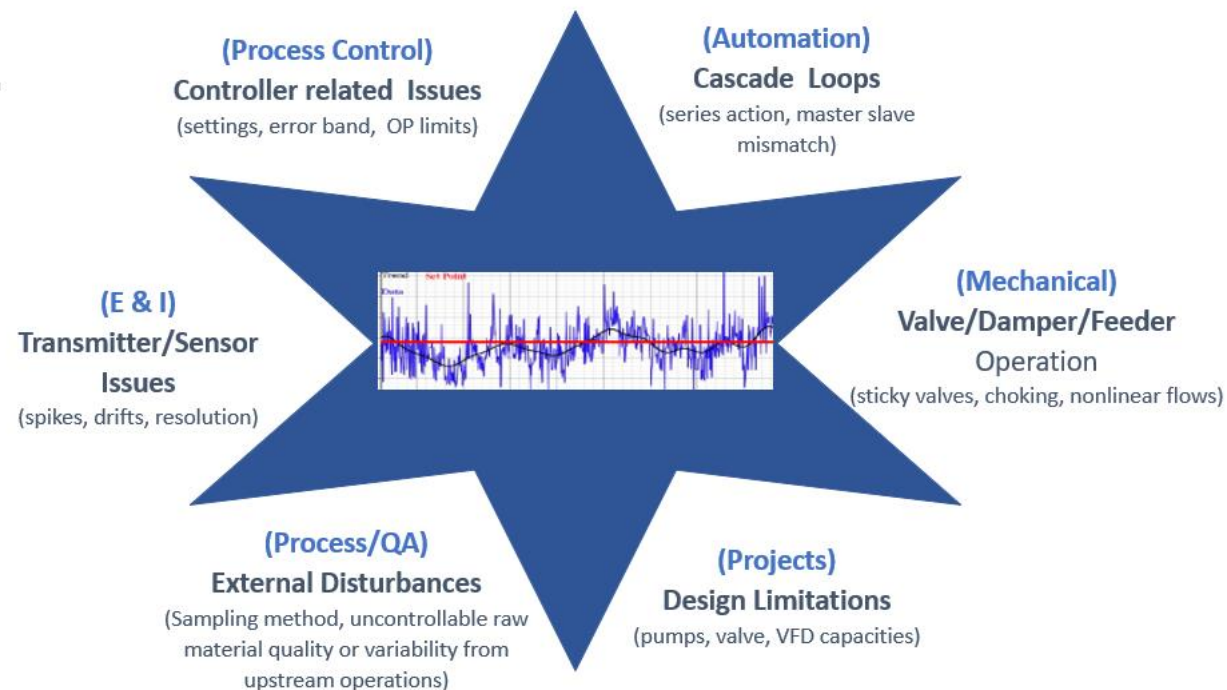 (Process Control)
Controller related Issues
(settings, error band, OP limits)
(Automation)
Cascade Loops
(series action, master slave
mismatch)
(E & I)
Transmitter/Sensor
Issues
(spikes, drifts, resolution)
Trend
Set Point
Data
(Mechanical)
Valve/Damper/Feeder
Operation
(sticky valves, choking, nonlinear flows)
(Process/QA)
External Disturbances
(Sampling method, uncontrollable raw
material quality or variability from
upstream operations)
(Projects)
Design Limitations
(pumps, valve, VFD capacities)